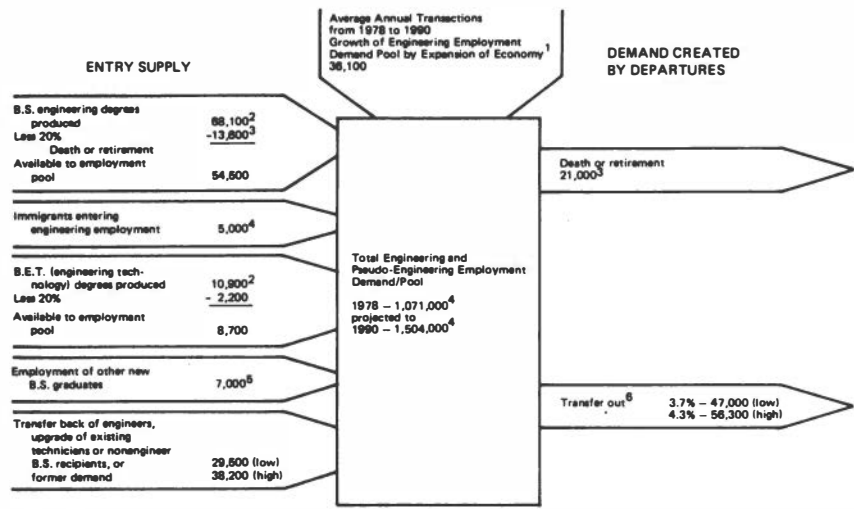 Average Annual Transactions
from 1978 to 1990
Growth of Engineering Employment
Demand Pool by Expansion of Economy1
36,100
ENTRY SUPPLY
DEMAND CREATED
BY DEPARTURES
B.S. engineering degrees
produced 68,1002
Less 20% -13,6003
Death or retirement
Available to employment
pool 54,500
Immigrants entering
engineering employment 5,0004
B.E.T. (engineering tech-
nology) degrees produced 10,9002
Less 20% - 2,200
Available to employment
pool 8,700
Employment of other new
B.S. graduates 7,0005
Transfer back of engineers,
upgrade of existing
technicians or nonengineer
B.S. recipients, or 29,500 (low)
former demand 38,200 (high)
Total Engineering and
Pseudo-Engineering Employment
Demand/Pool
1978 – 1,071,0004
projected to
1990 – 1,504,0004
Death or retirement
21,0003
Transfer out6 3.7% – 47,000 (low)
4.3% – 56,300 (high)